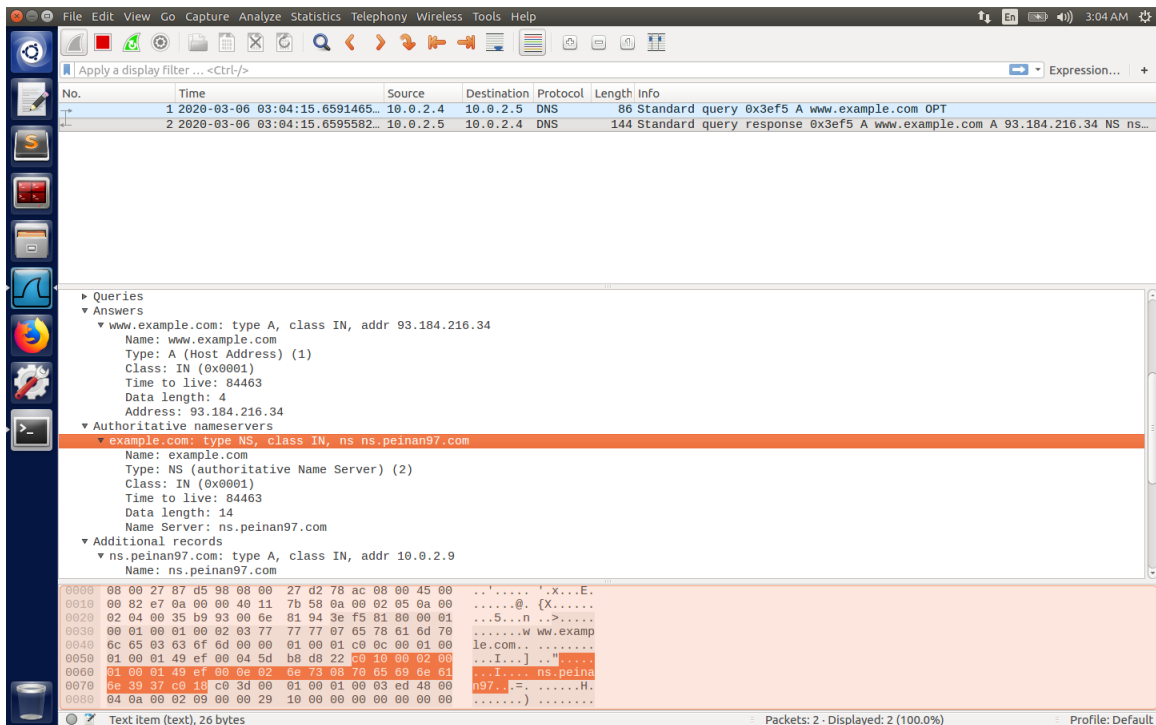 File Edit View Go Capture Analyze Statistics Telephony Wireless Tools Help En 3:04 AM
Apply a display filter ... <Ctrl-/> Expression... +
No. Time Source Destination Protocol Length Info
1 2020-03-06 03:04:15.6591465… 10.0.2.4 10.0.2.5 DNS 86 Standard query 0x3ef5 A www.example.com OPT
2 2020-03-06 03:04:15.6595582… 10.0.2.5 10.0.2.4 DNS 144 Standard query response 0x3ef5 A www.example.com A 93.184.216.34 NS ns…
Queries
Answers
www.example.com: type A, class IN, addr 93.184.216.34
Name: www.example.com
Type: A (Host Address) (1)
Class: IN (0x0001)
Time to live: 84463
Data length: 4
Address: 93.184.216.34
Authoritative nameservers
example.com: type NS, class IN, ns ns.peinan97.com
Name: example.com
Type: NS (authoritative Name Server) (2)
Class: IN (0x0001)
Time to live: 84463
Data length: 14
Name Server: ns.peinan97.com
Additional records
ns.peinan97.com: type A, class IN, addr 10.0.2.9
Name: ns.peinan97.com
0000 08 00 27 87 d5 98 08 00 27 d2 78 ac 08 00 45 00 ..'..... '.x...E.
0010 00 82 e7 0a 00 00 40 11 7b 58 0a 00 02 05 0a 00 ......@. {X......
0020 02 04 00 35 b9 93 00 6e 81 94 3e f5 81 80 00 01 ...5...n ..>.....
0030 00 01 00 01 00 02 03 77 77 77 07 65 78 61 6d 70 .......w ww.examp
0040 6c 65 03 63 6f 6d 00 00 01 00 01 c0 0c 00 01 00 le.com.. ........
0050 01 00 01 49 ef 00 04 5d b8 d8 22 c0 10 00 02 00 ...I...] ..".....
0060 01 00 01 49 ef 00 0e 02 6e 73 08 70 65 69 6e 61 ...I.... ns.peina
0070 6e 39 37 c0 18 c0 3d 00 01 00 01 00 03 ed 48 00 n97...=. ......H.
0080 04 0a 00 02 09 00 00 29 10 00 00 00 00 00 00 00 .......) ........
Text item (text), 26 bytes Packets: 2 · Displayed: 2 (100.0%) Profile: Default